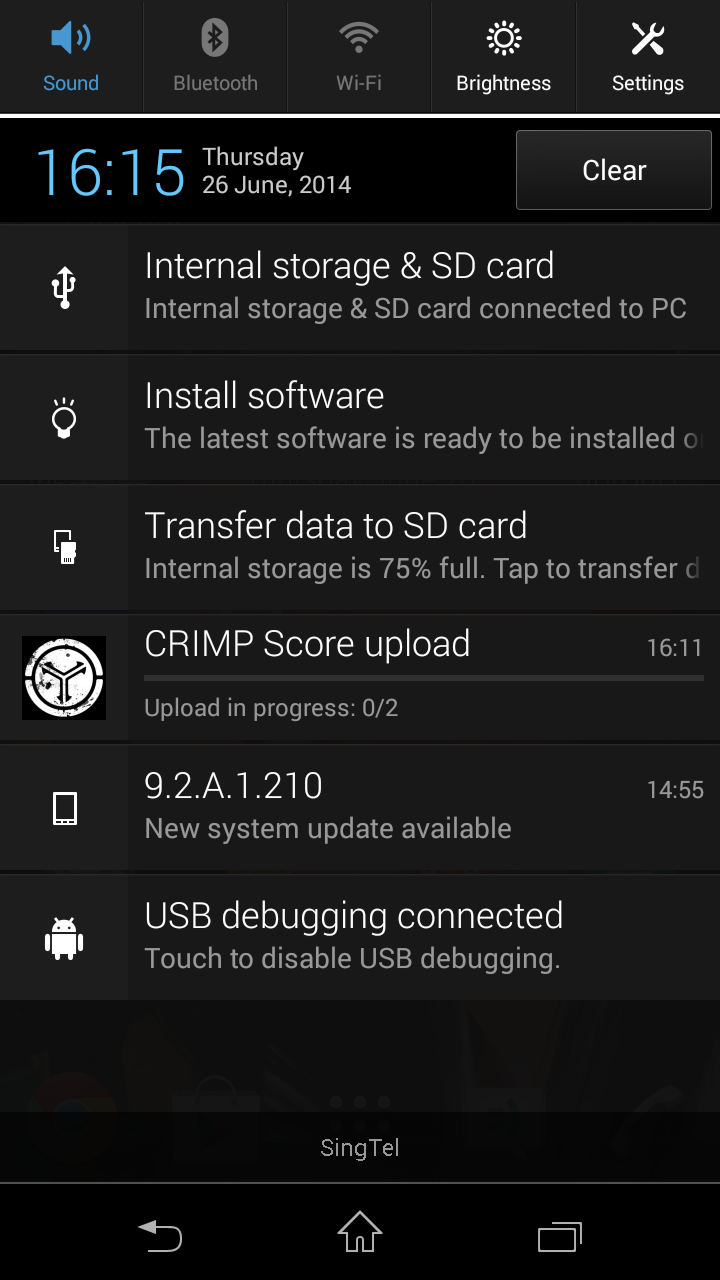 Sound
Bluetooth
Wi-Fi
Brightness
Settings
16:15
Thursday
26 June, 2014
Clear
Internal storage & SD card
Internal storage & SD card connected to PC
Install software
The latest software is ready to be installed o
Transfer data to SD card
Internal storage is 75% full. Tap to transfer d
CRIMP Score upload
16:11
Upload in progress: 0/2
9.2.A.1.210
14:55
New system update available
USB debugging connected
Touch to disable USB debugging.
SingTel